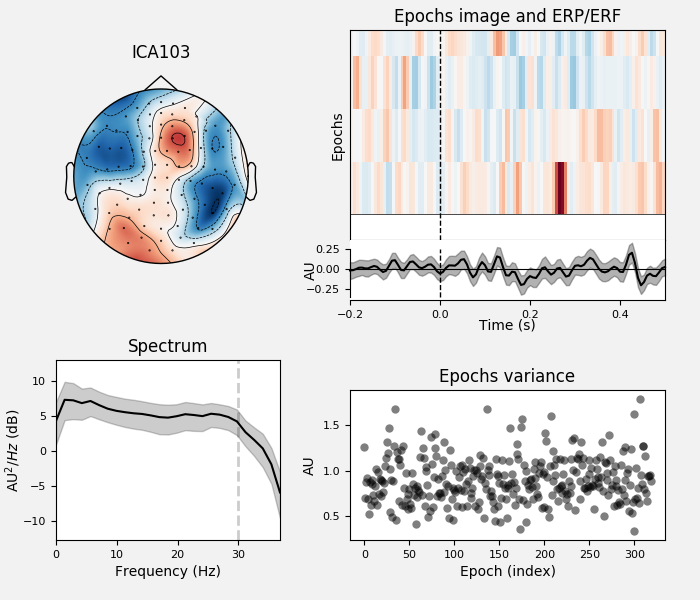 ICA103
Epochs image and ERP/ERF
Epochs
AU
0.25
0.00
−0.25
−0.2
0.0
0.2
0.4
Time (s)
Spectrum
AU²/Hz (dB)
10
5
0
−5
−10
0
10
20
30
Frequency (Hz)
Epochs variance
AU
1.5
1.0
0.5
0
50
100
150
200
250
300
Epoch (index)